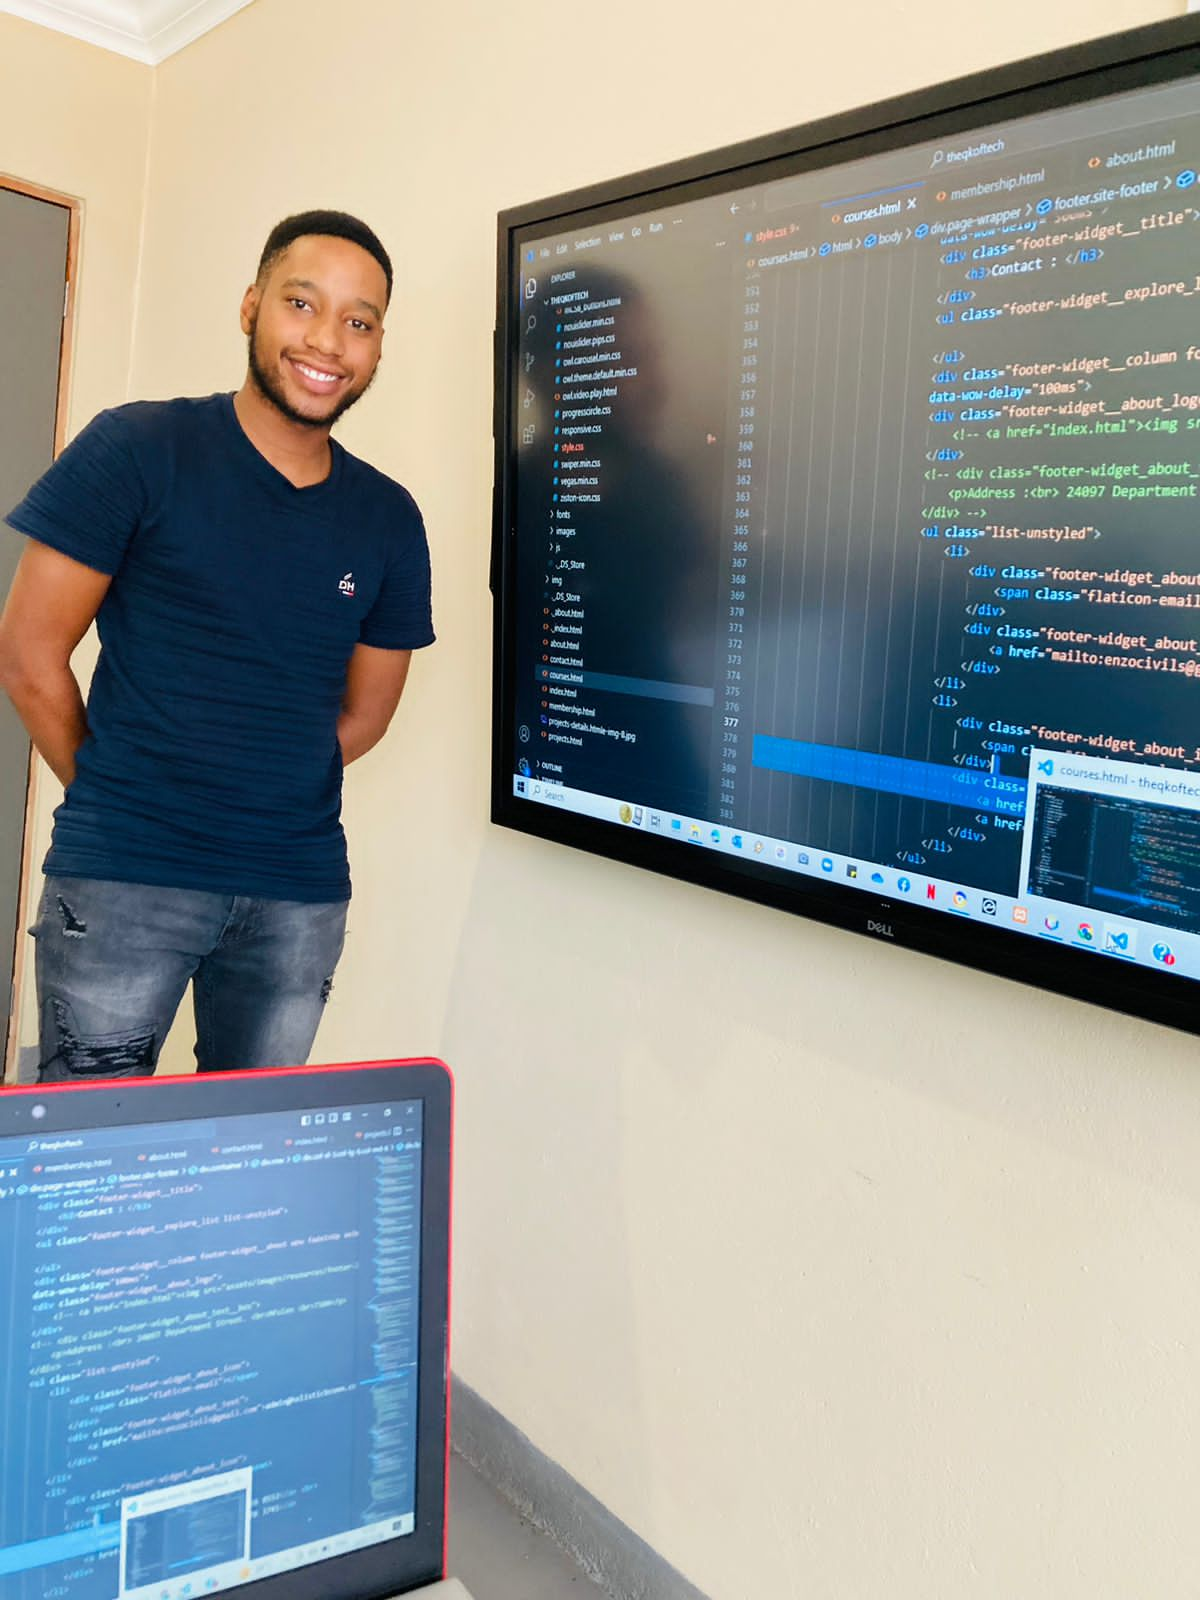 DH
File Edit Selection View Go Run ...
theqkoftech
EXPLORER
THEQKOFTECH
nouislider.min.css
nouislider.pips.css
owl.carousel.min.css
owl.theme.default.min.css
owl.video.play.html
progresscircle.css
responsive.css
style.css 9+
swiper.min.css
vegas.min.css
ziston-icon.css
fonts
images
js
._DS_Store
img
._DS_Store
._about.html
._index.html
about.html
contact.html
courses.html
index.html
membership.html
projects-details.htmle-img-8.jpg
projects.html
OUTLINE
Search
style.css 9+
courses.html
membership.html
about.html
courses.html > html > body > div.page-wrapper > footer.site-footer >
351
352
353
354
355
356
357
358
359
360
361
362
363
364
365
366
367
368
369
370
371
372
373
374
375
376
377
378
379
380
381
382
383
<div class="footer-widget__title">
<h3>Contact : </h3>
</div>
<ul class="footer-widget__explore_l
</ul>
<div class="footer-widget__column fo
data-wow-delay="100ms">
<div class="footer-widget__about_logo
<!-- <a href="index.html"><img sr
</div>
<!-- <div class="footer-widget_about_
<p>Address :<br> 24097 Department
</div> -->
<ul class="list-unstyled">
<li>
<div class="footer-widget_about_
<span class="flaticon-email
</div>
<div class="footer-widget_about_
<a href="mailto:enzocivils@g
</div>
</li>
<li>
<div class="footer-widget_about_i
<span cl
</div>
<div class=
<a href
<a href
</div>
</li>
</ul>
courses.html - theqkoftec
DELL
theqkoftech
membership.html
about.html
contact.html
index.html
div.page-wrapper > footer.site-footer > div.container > div.row >
<div class="footer-widget__title">
<h3>Contact : </h3>
</div>
<ul class="footer-widget__explore_list list-unstyled">
</ul>
<div class="footer-widget__column footer-widget__about wow fadeInUp
data-wow-delay="100ms">
<div class="footer-widget__about_logo">
<!-- <a href="index.html"><img src="assets/images/resources/footer-
</div>
<!-- <div class="footer-widget_about_text__box">
<p>Address :<br> 24097 Department Street.
</div> -->
<ul class="list-unstyled">
<li>
<div class="footer-widget_about_icon">
<span class="flaticon-email"></span>
</div>
<div class="footer-widget_about_text">
<a href="mailto:enzocivils@gmail.com">
</div>
</li>
<li>
<div class="footer-widget_about_icon">
</div>
<a h
</div>
</li>